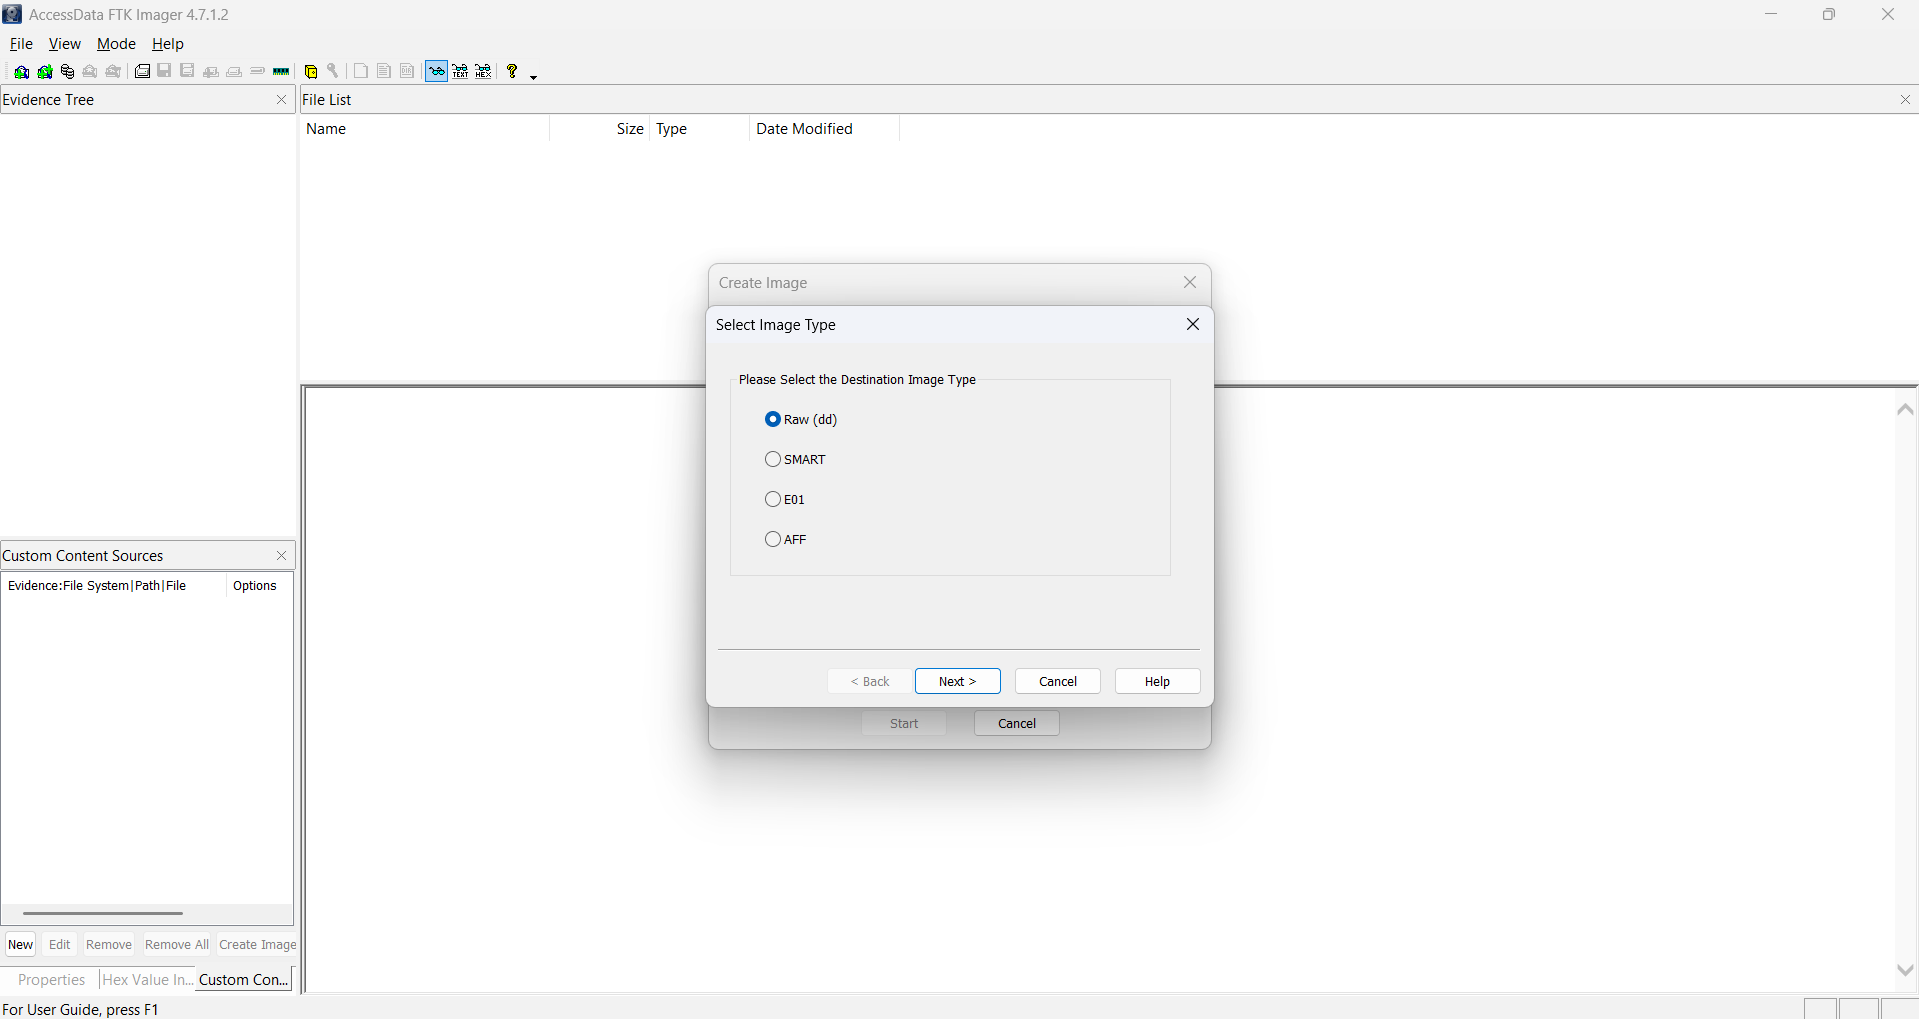 AccessData FTK Imager 4.7.1.2
File View Mode Help
TEXT HEX
Evidence Tree
File List
Name Size Type Date Modified
Create Image
Select Image Type
Please Select the Destination Image Type
Raw (dd)
SMART
E01
AFF
< Back Next > Cancel Help
Start Cancel
Custom Content Sources
Evidence:File System|Path|File Options
New Edit Remove Remove All Create Image
Properties Hex Value In... Custom Con...
For User Guide, press F1